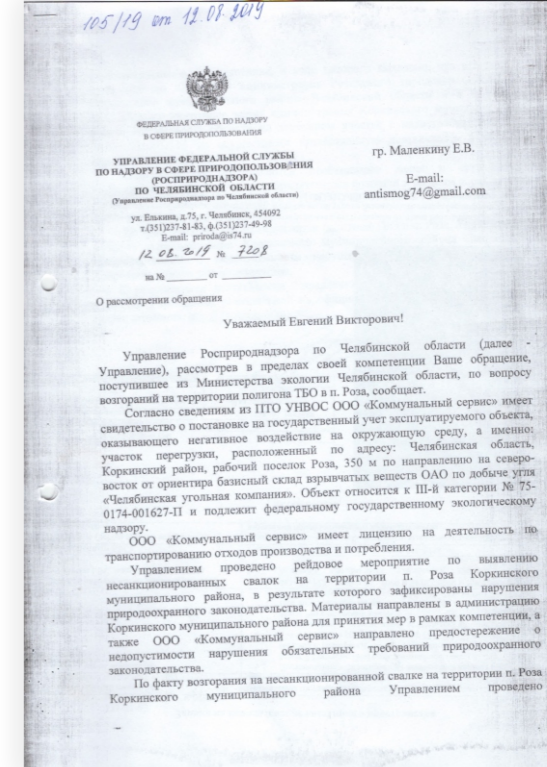 105/19 от 12.08.2019
ФЕДЕРАЛЬНАЯ СЛУЖБА ПО НАДЗОРУ
В СФЕРЕ ПРИРОДОПОЛЬЗОВАНИЯ
УПРАВЛЕНИЕ ФЕДЕРАЛЬНОЙ СЛУЖБЫ
ПО НАДЗОРУ В СФЕРЕ ПРИРОДОПОЛЬЗОВАНИЯ
(РОСПРИРОДНАДЗОРА)
ПО ЧЕЛЯБИНСКОЙ ОБЛАСТИ
(Управление Росприроднадзора по Челябинской области)
ул. Елькина, д.75, г. Челябинск, 454092
т.(351)237-81-83, ф.(351)237-49-98
E-mail: priroda@is74.ru
12.08.2019 № 7208
на № ________ от __________
гр. Маленкину Е.В.
E-mail:
antismog74@gmail.com
О рассмотрении обращения
Уважаемый Евгений Викторович!
Управление Росприроднадзора по Челябинской области (далее -
Управление), рассмотрев в пределах своей компетенции Ваше обращение,
поступившее из Министерства экологии Челябинской области, по вопросу
возгораний на территории полигона ТБО в п. Роза, сообщает.
Согласно сведениям из ПТО УНВОС ООО «Коммунальный сервис» имеет
свидетельство о постановке на государственный учет эксплуатируемого объекта,
оказывающего негативное воздействие на окружающую среду, а именно:
участок перегрузки, расположенный по адресу: Челябинская область,
Коркинский район, рабочий поселок Роза, 350 м по направлению на северо-
восток от ориентира базисный склад взрывчатых веществ ОАО по добыче угля
«Челябинская угольная компания». Объект относится к III-й категории № 75-
0174-001627-П и подлежит федеральному государственному экологическому
надзору.
ООО «Коммунальный сервис» имеет лицензию на деятельность по
транспортированию отходов производства и потребления.
Управлением проведено рейдовое мероприятие по выявлению
несанкционированных свалок на территории п. Роза Коркинского
муниципального района, в результате которого зафиксированы нарушения
природоохранного законодательства. Материалы направлены в администрацию
Коркинского муниципального района для принятия мер в рамках компетенции, а
также ООО «Коммунальный сервис» направлено предостережение о
недопустимости нарушения обязательных требований природоохранного
законодательства.
По факту возгорания на несанкционированной свалке на территории п. Роза
Коркинского муниципального района Управлением проведено